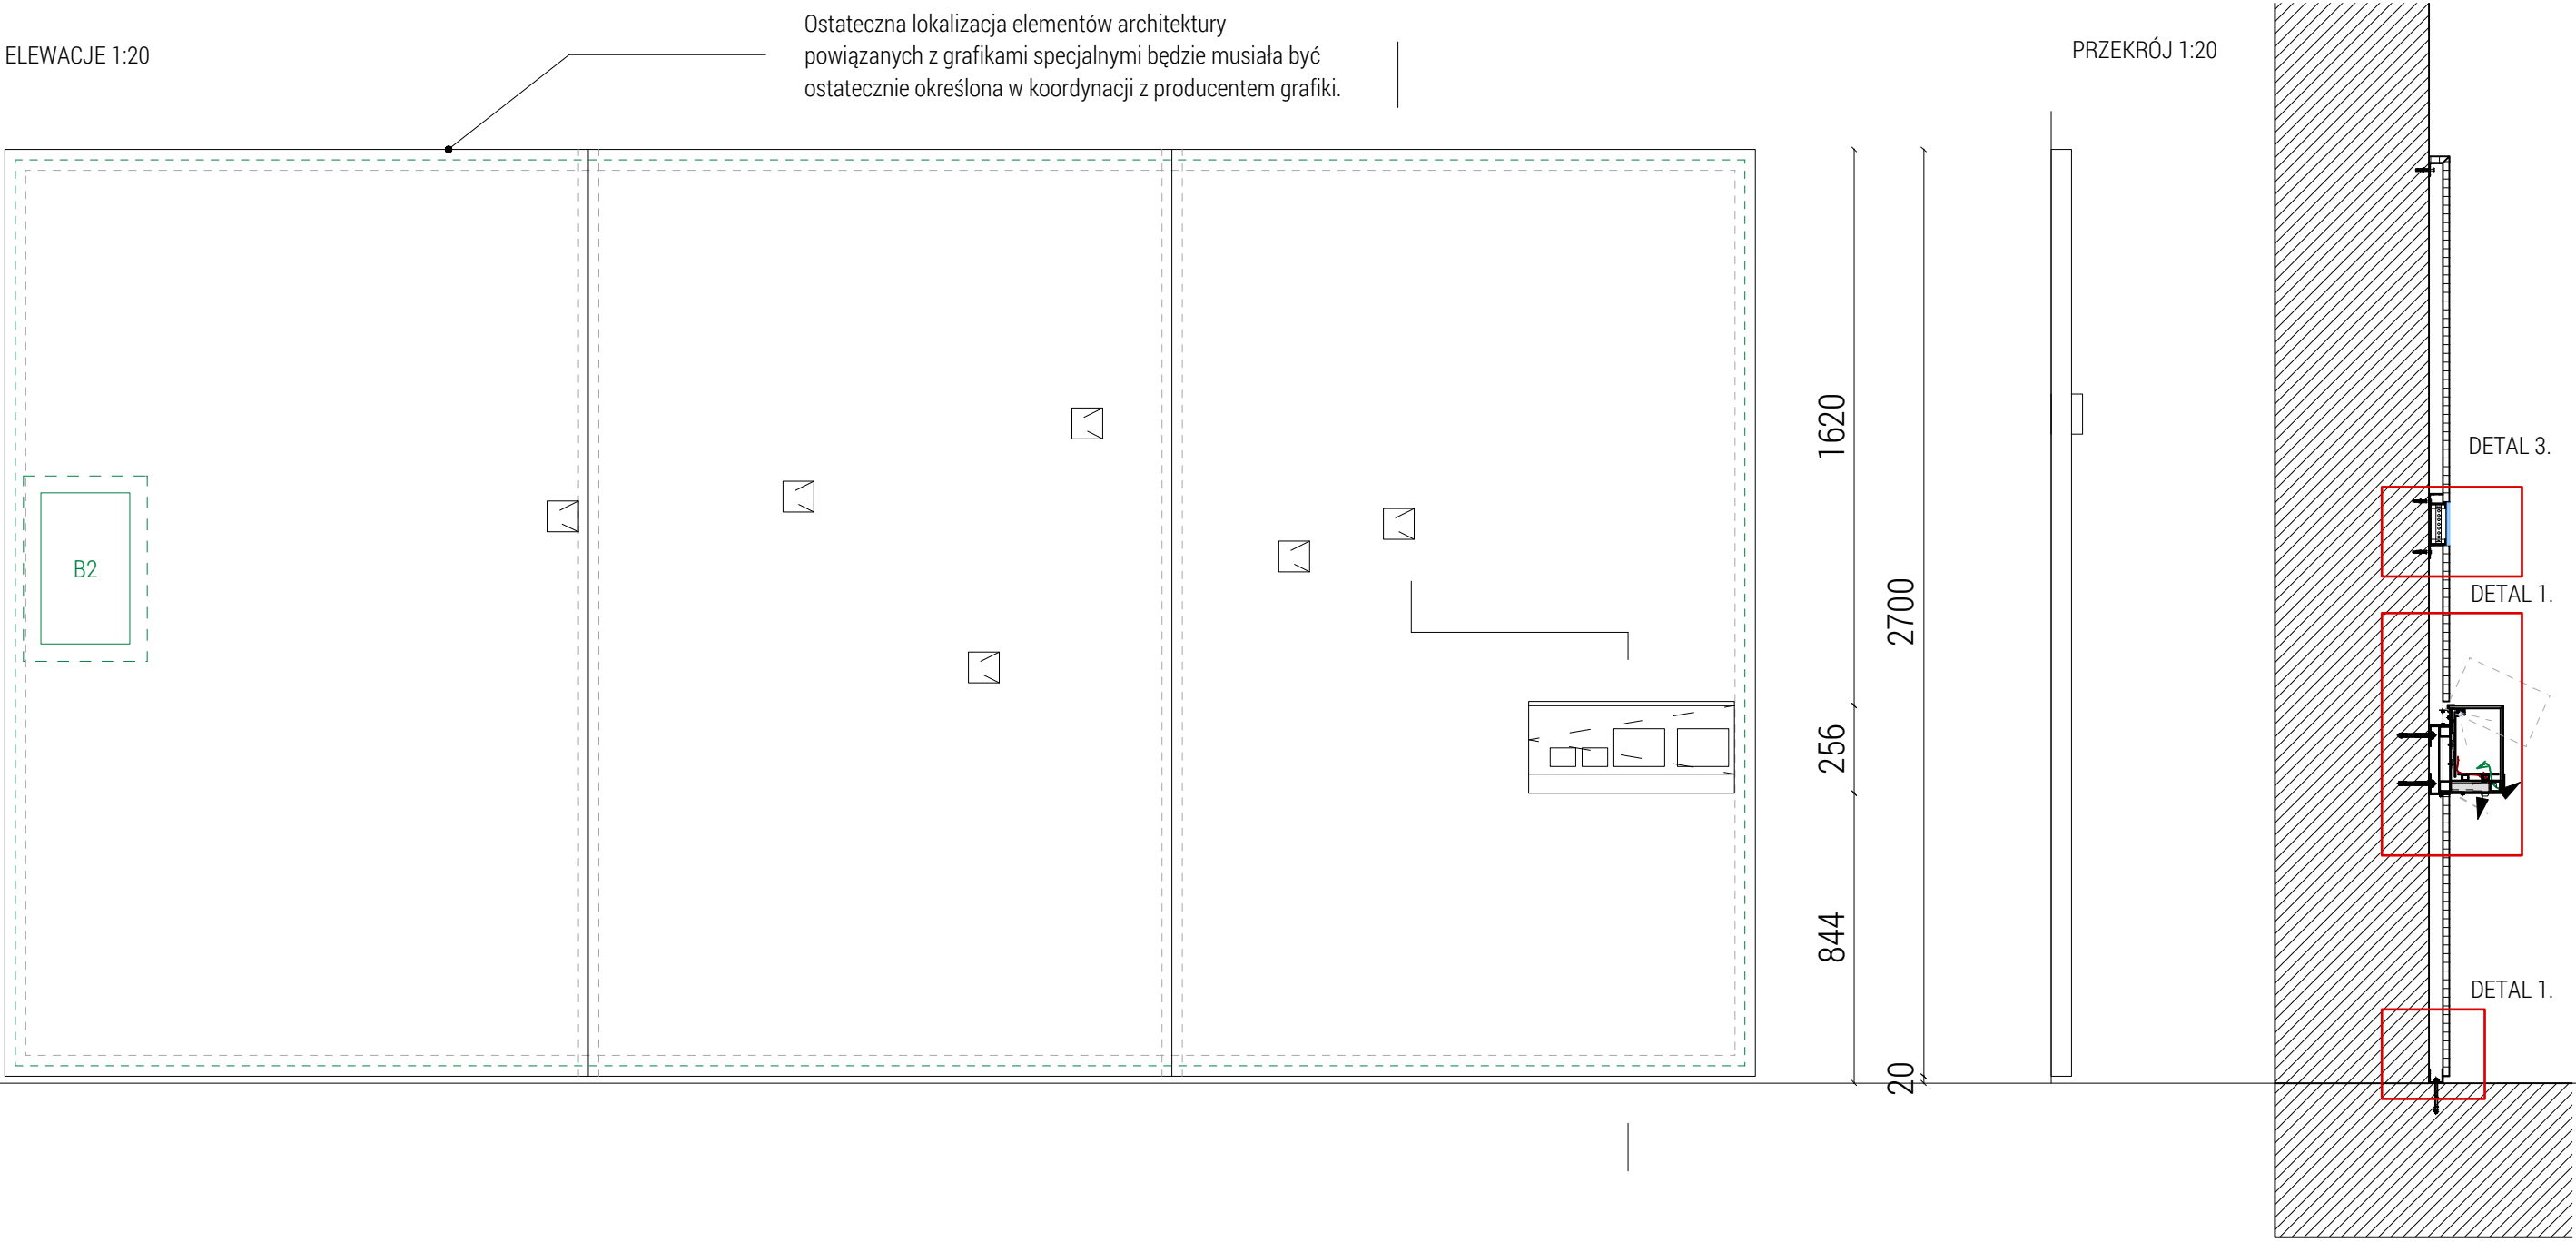 ELEWACJE 1:20
Ostateczna lokalizacja elementów architektury
powiązanych z grafikami specjalnymi będzie musiała być
ostatecznie określona w koordynacji z producentem grafiki.
PRZEKRÓJ 1:20
B2
1620
256
844
2700
20
DETAL 3.
DETAL 1.
DETAL 1.